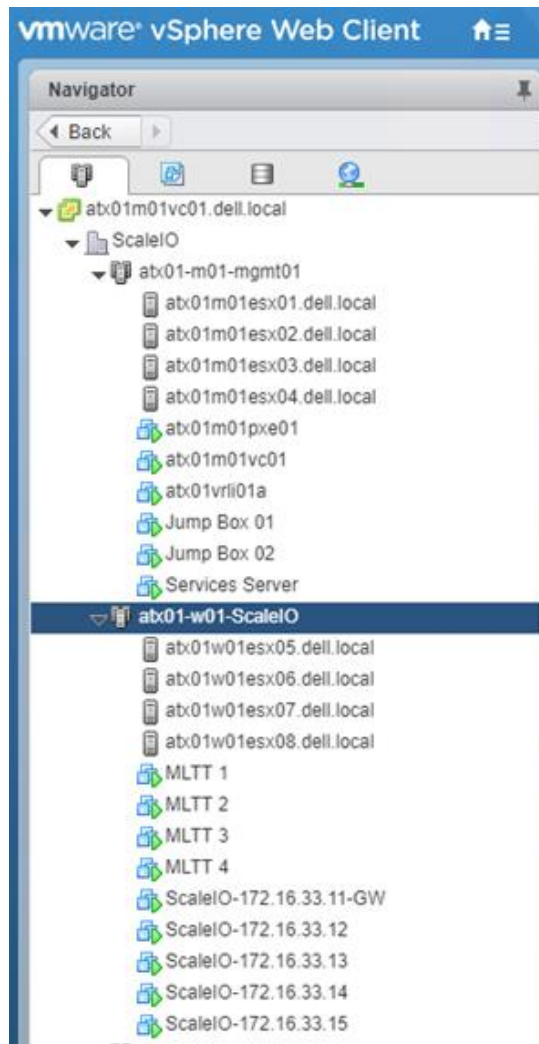 vmware® vSphere Web Client
Navigator
Back
atx01m01vc01.dell.local
ScaleIO
atx01-m01-mgmt01
atx01m01esx01.dell.local
atx01m01esx02.dell.local
atx01m01esx03.dell.local
atx01m01esx04.dell.local
atx01m01pxe01
atx01m01vc01
atx01vrli01a
Jump Box 01
Jump Box 02
Services Server
atx01-w01-ScaleIO
atx01w01esx05.dell.local
atx01w01esx06.dell.local
atx01w01esx07.dell.local
atx01w01esx08.dell.local
MLTT 1
MLTT 2
MLTT 3
MLTT 4
ScaleIO-172.16.33.11-GW
ScaleIO-172.16.33.12
ScaleIO-172.16.33.13
ScaleIO-172.16.33.14
ScaleIO-172.16.33.15